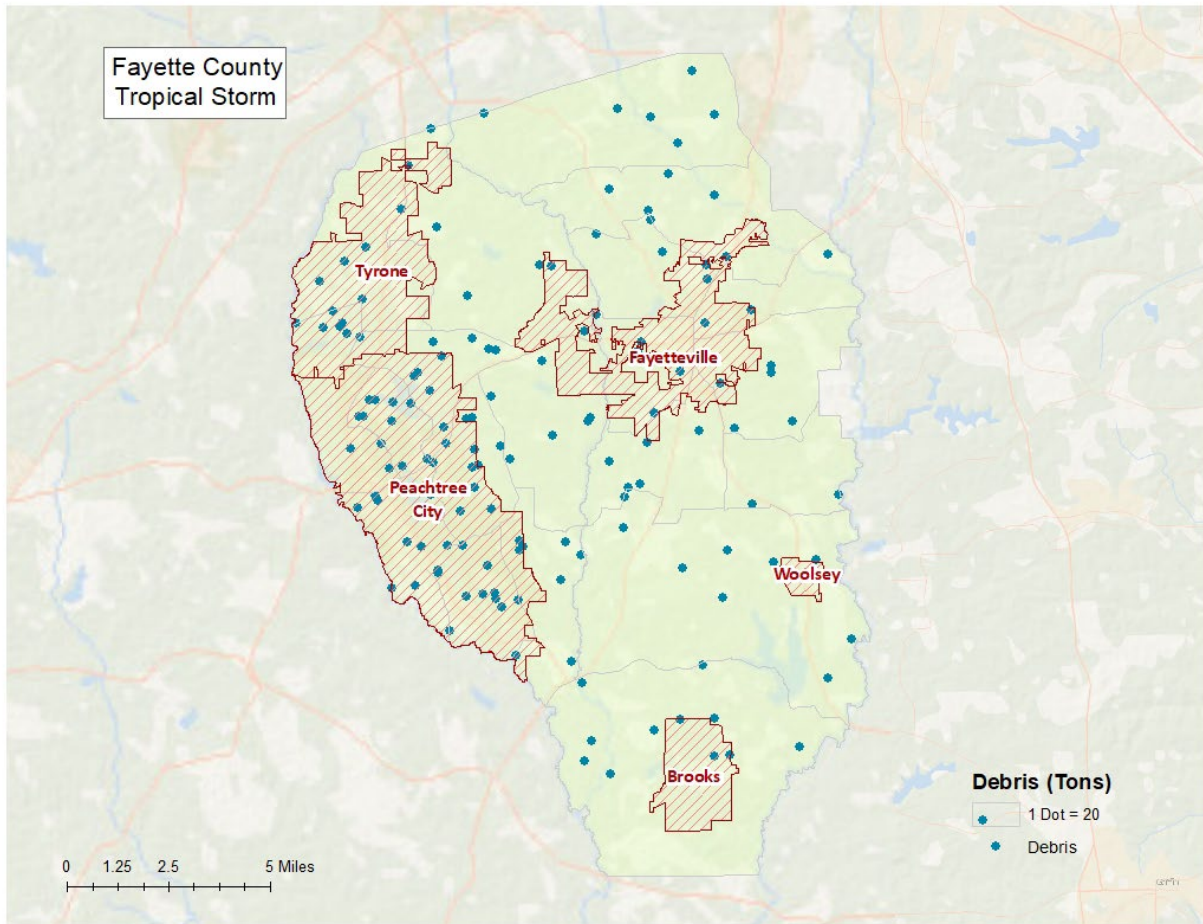 Fayette County
Tropical Storm
Tyrone
Fayetteville
Peachtree
City
Woolsey
Brooks
Debris (Tons)
1 Dot = 20
Debris
0 1.25 2.5 5 Miles